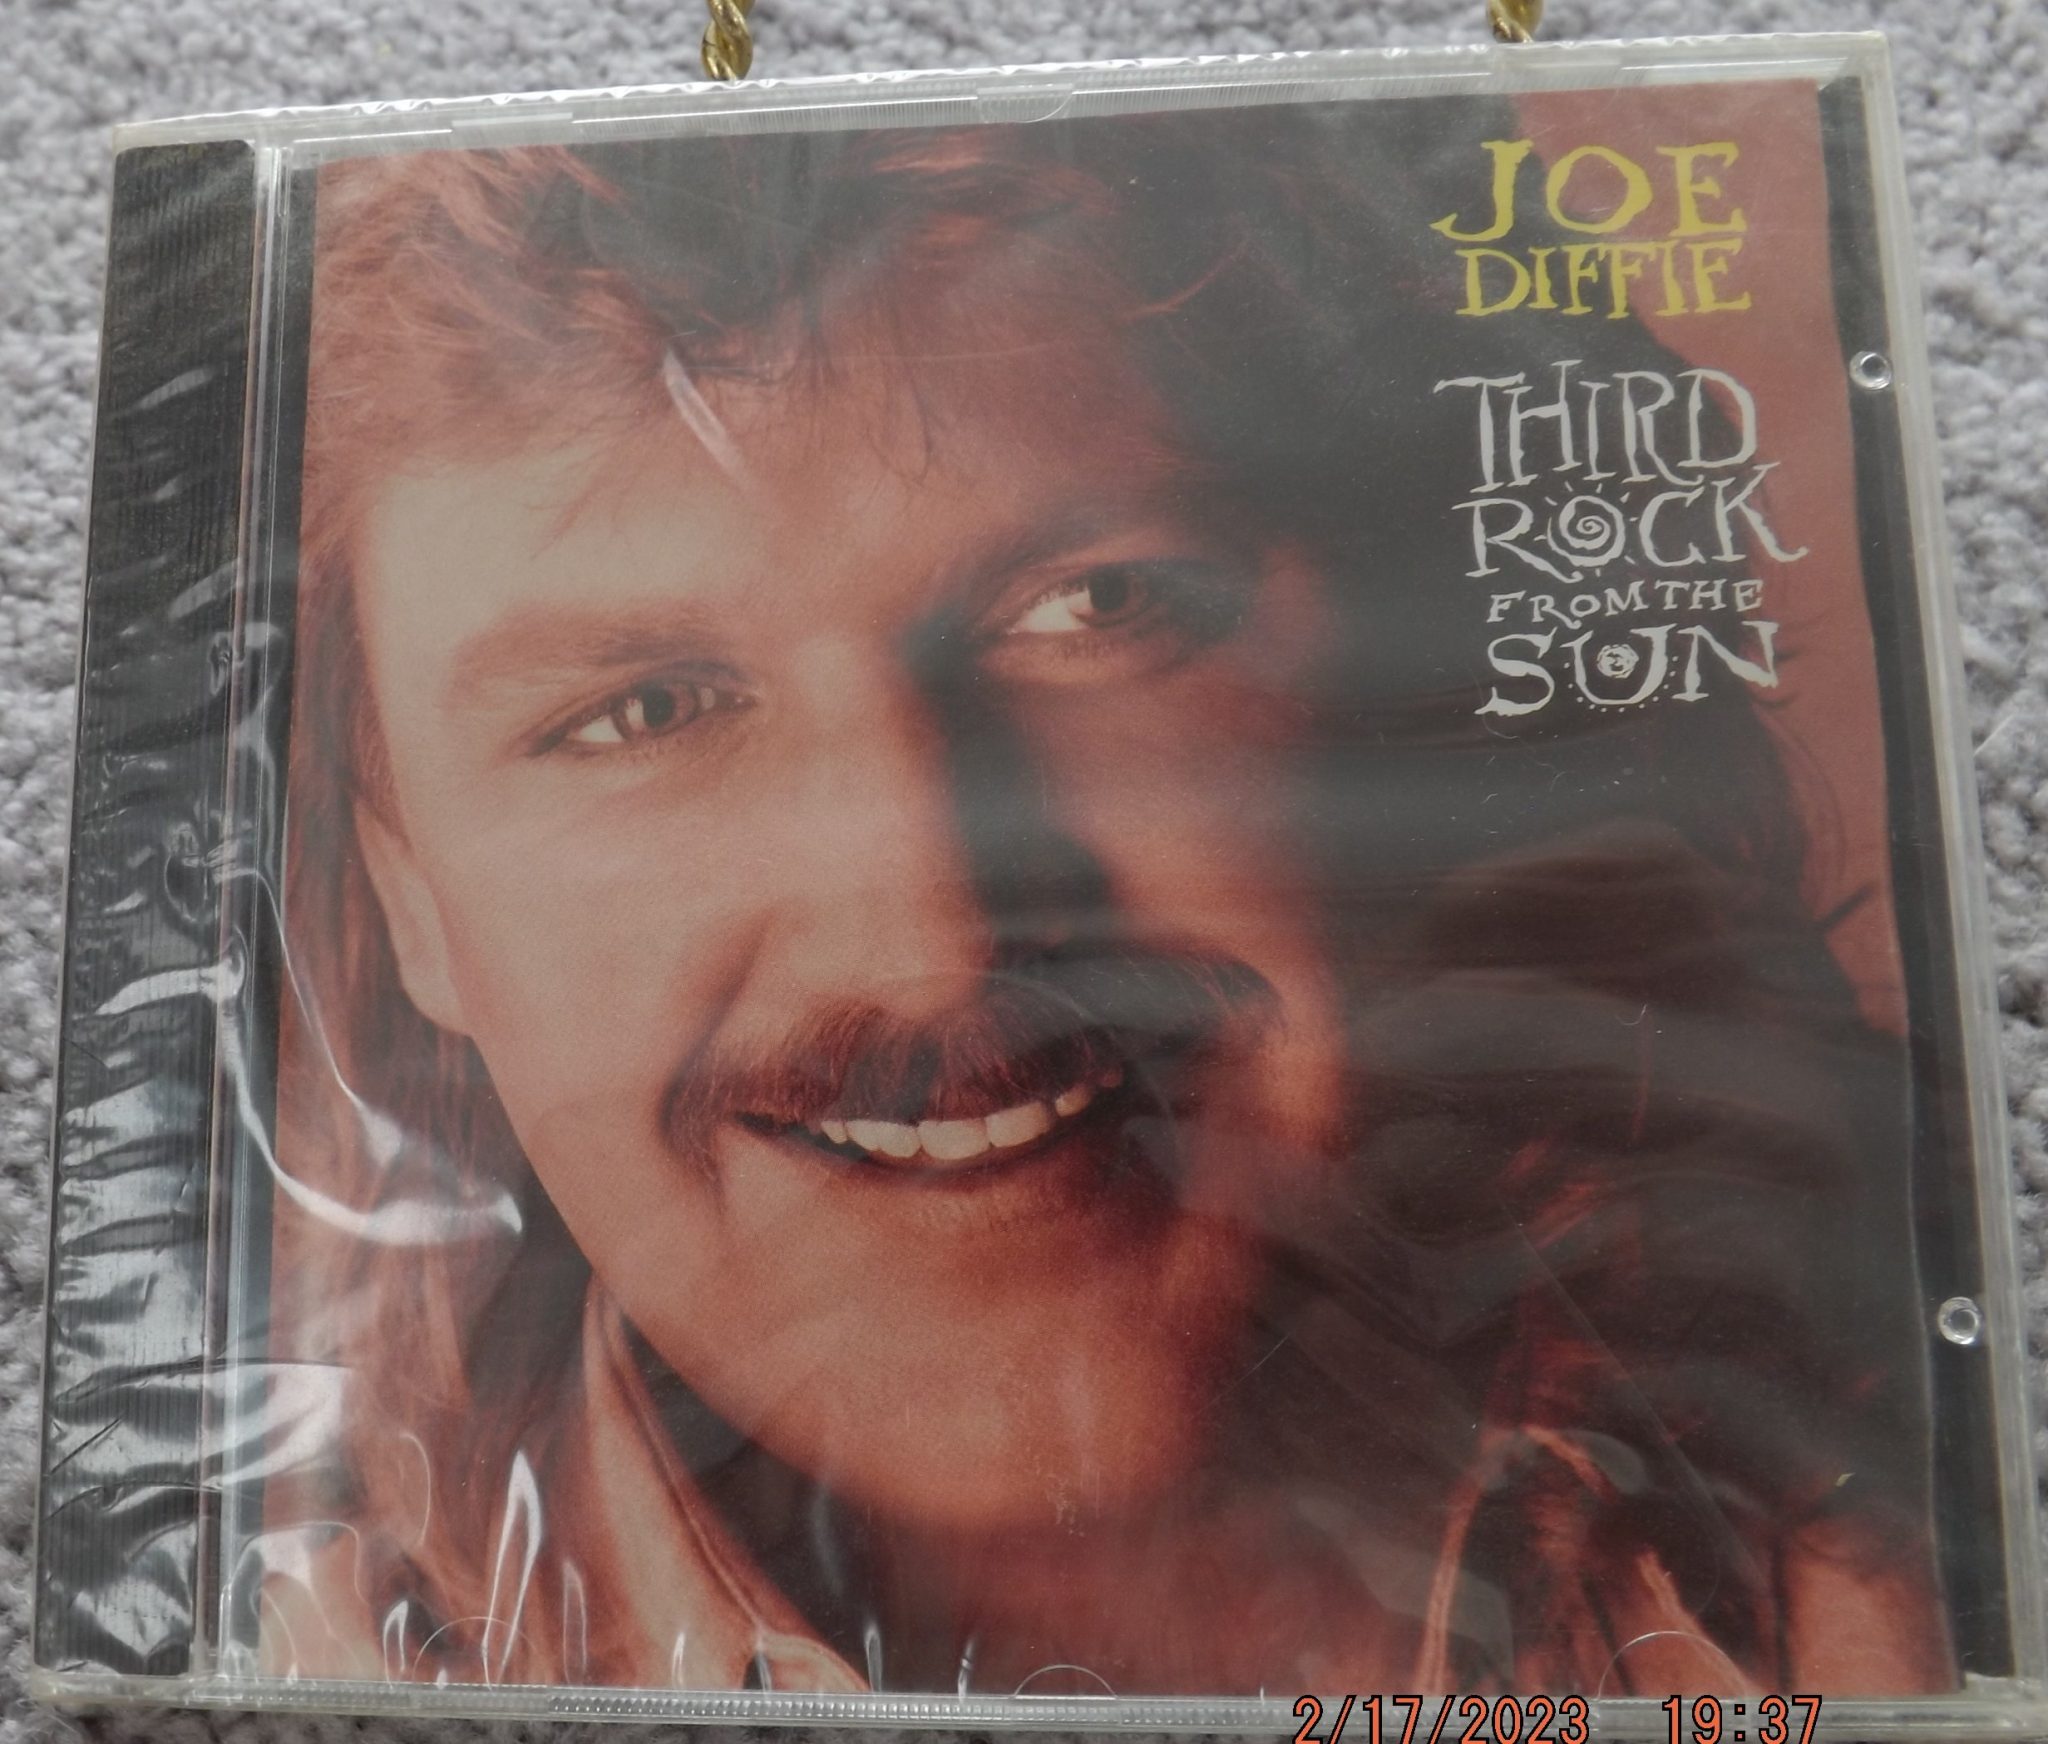 JOE
DIFFIE
THIRD
ROCK
FROM THE
SUN
2/17/2023 19:37